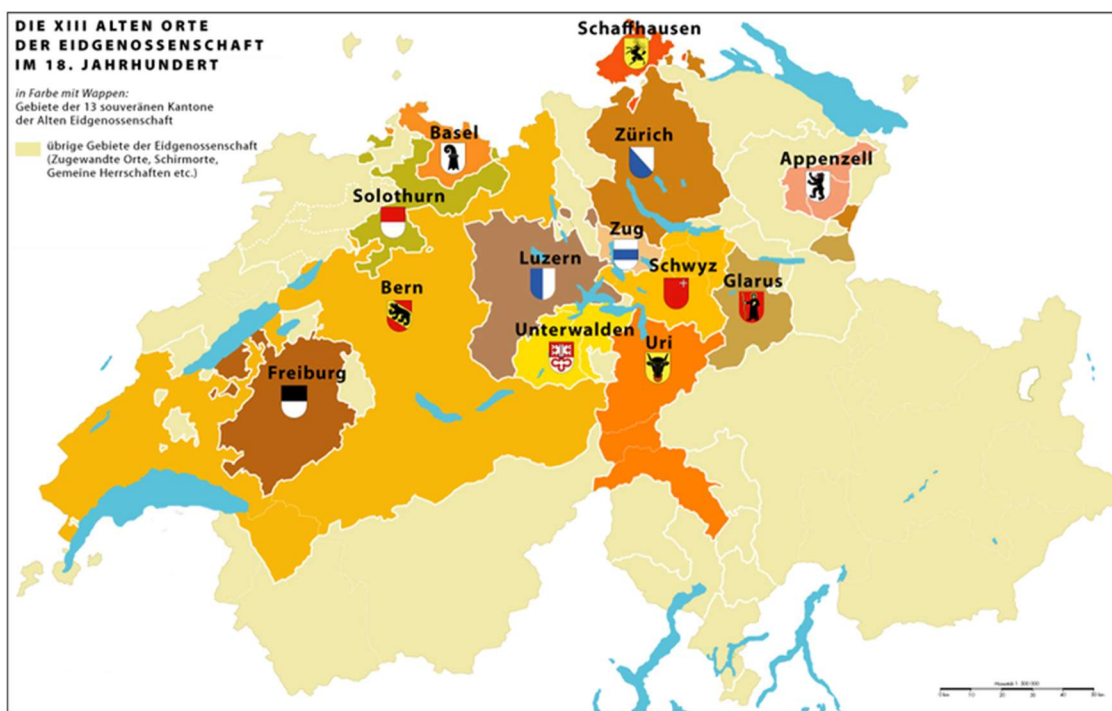 DIE XIII ALTEN ORTE
DER EIDGENOSSENSCHAFT
IM 18. JAHRHUNDERT
in Farbe mit Wappen:
Gebiete der 13 souveränen Kantone
der Alten Eidgenossenschaft
übrige Gebiete der Eidgenossenschaft
(Zugewandte Orte, Schirmorte,
Gemeine Herrschaften etc.)
Schaffhausen
Basel
Zürich
Appenzell
Solothurn
Zug
Luzern
Schwyz
Glarus
Bern
Unterwalden
Uri
Freiburg